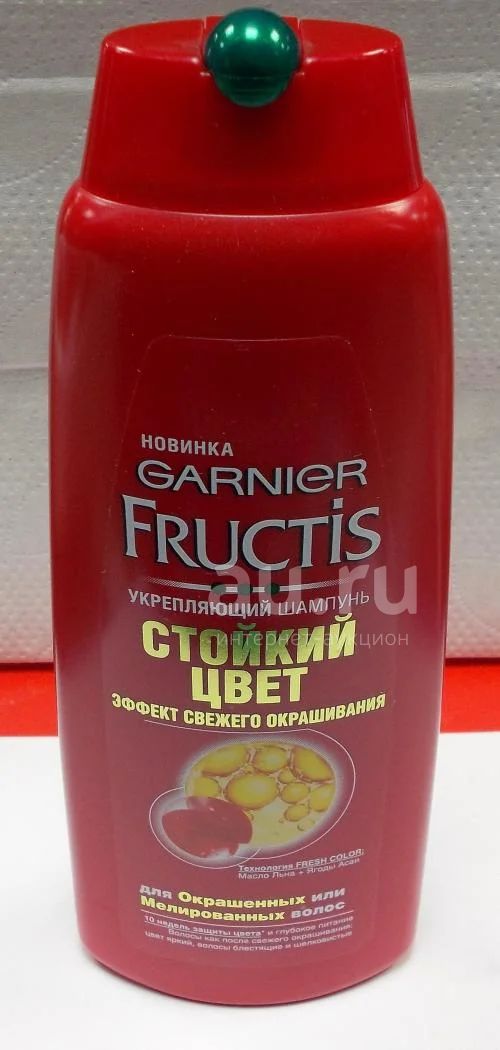 НОВИНКА
GARNIER
FRUCTIS
au.ru
УКРЕПЛЯЮЩИЙ ШАМПУНЬ
интернет-аукцион
СТОЙКИЙ
ЦВЕТ
ЭФФЕКТ СВЕЖЕГО ОКРАШИВАНИЯ
Технология FRESH COLOR:
Масло Льна + Ягоды Асаи
для Окрашенных или
Мелированных волос
10 недель защиты цвета* и глубокое питание
Волосы как после свежего окрашивания:
цвет яркий, волосы блестящие и шелковистые